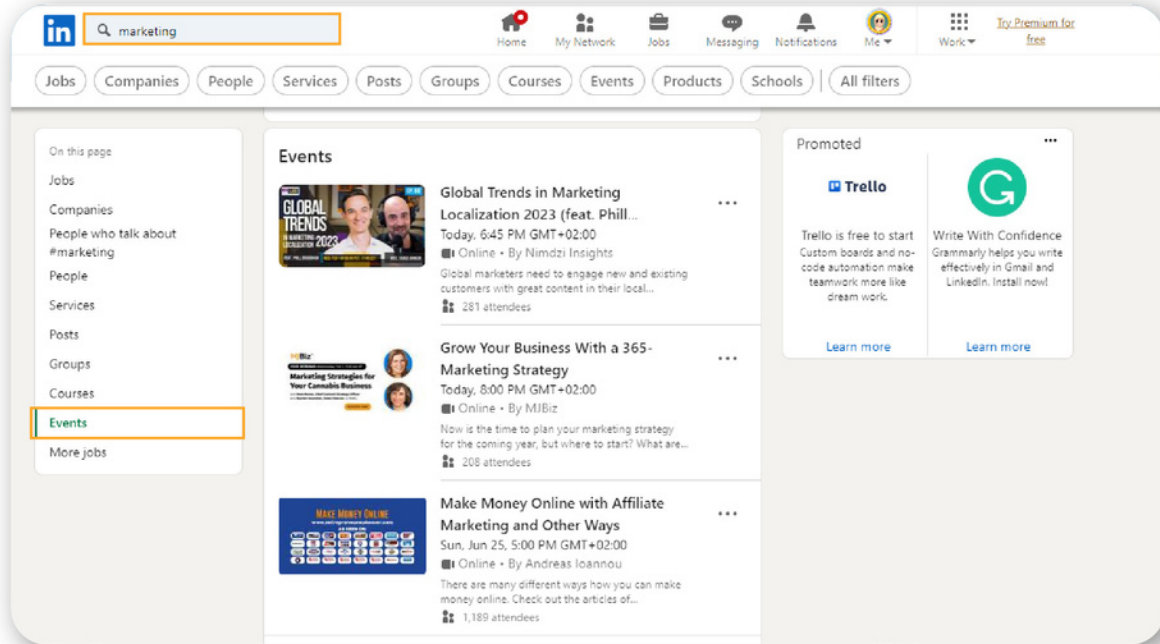 in
marketing
Home
My Network
Jobs
Messaging
Notifications
Me
Work
Try Premium for
free
Jobs
Companies
People
Services
Posts
Groups
Courses
Events
Products
Schools
All filters
On this page
Jobs
Companies
People who talk about
#marketing
People
Services
Posts
Groups
Courses
Events
More jobs
Events
GLOBAL
TRENDS
IN MARKETING
LOCALIZATION 2023
Global Trends in Marketing
Localization 2023 (feat. Phill...
Today, 6:45 PM GMT+02:00
Online • By Nimdzi Insights
Global marketers need to engage new and existing
customers with great content in their local...
281 attendees
MJBiz
Marketing Strategies for
Your Cannabis Business
Grow Your Business With a 365-
Marketing Strategy
Today, 8:00 PM GMT+02:00
Online • By MJBiz
Now is the time to plan your marketing strategy
for the coming year, but where to start? What are...
208 attendees
MAKE MONEY ONLINE
Make Money Online with Affiliate
Marketing and Other Ways
Sun, Jun 25, 5:00 PM GMT+02:00
Online • By Andreas Ioannou
There are many different ways how you can make
money online. Check out the articles of...
1,189 attendees
Promoted
Trello
Trello is free to start
Custom boards and no-
code automation make
teamwork more like
dream work.
Learn more
G
Write With Confidence
Grammarly helps you write
effectively in Gmail and
LinkedIn. Install now!
Learn more